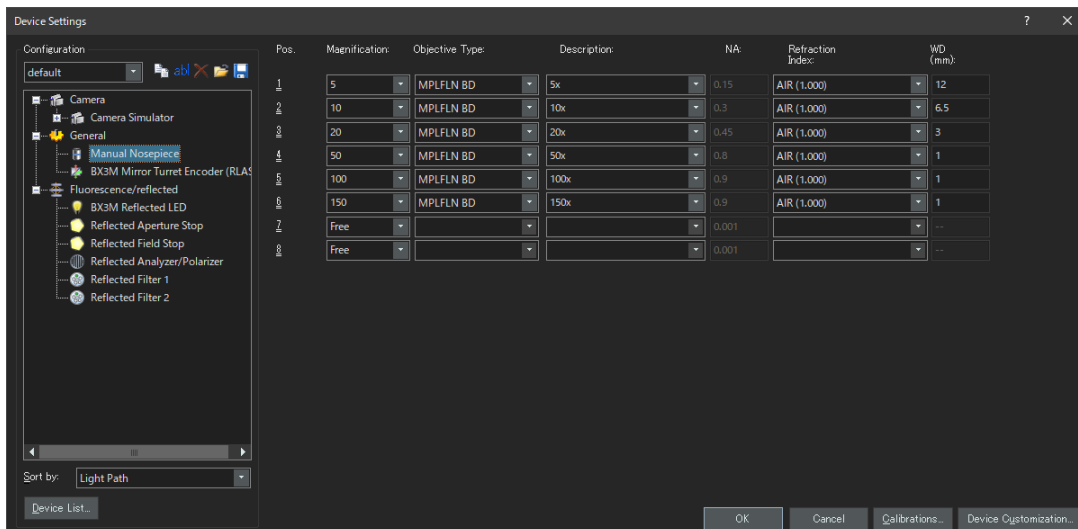 Device Settings ? ×
Configuration
default
abl
Camera
Camera Simulator
General
Manual Nosepiece
BX3M Mirror Turret Encoder (RLAS
Fluorescence/reflected
BX3M Reflected LED
Reflected Aperture Stop
Reflected Field Stop
Reflected Analyzer/Polarizer
Reflected Filter 1
Reflected Filter 2
Sort by: Light Path
Device List...
Pos. Magnification: Objective Type: Description: NA: Refraction Index: WD (mm):
1 5 MPLFLN BD 5x 0.15 AIR (1.000) 12
2 10 MPLFLN BD 10x 0.3 AIR (1.000) 6.5
3 20 MPLFLN BD 20x 0.45 AIR (1.000) 3
4 50 MPLFLN BD 50x 0.8 AIR (1.000) 1
5 100 MPLFLN BD 100x 0.9 AIR (1.000) 1
6 150 MPLFLN BD 150x 0.9 AIR (1.000) 1
7 Free 0.001 --
8 Free 0.001 --
OK Cancel Calibrations... Device Customization...